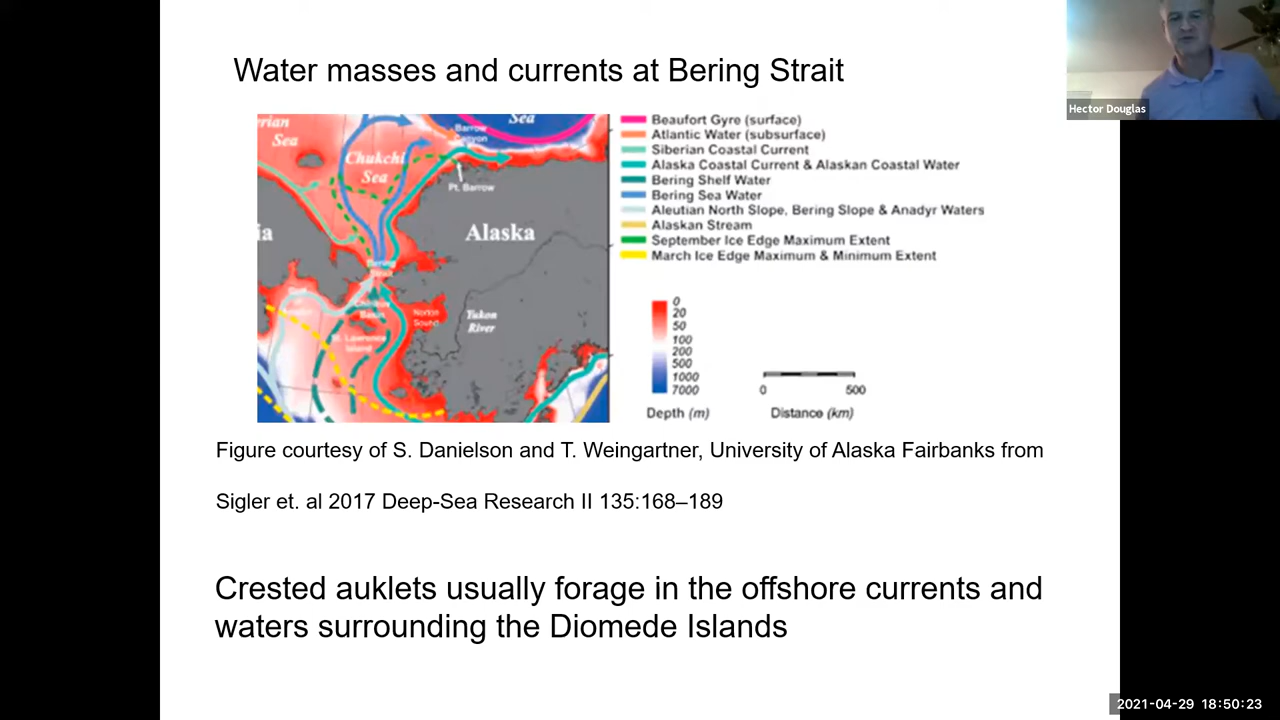 Water masses and currents at Bering Strait
Hector Douglas
Sea
Sea
Barrow
Canyon
Chukchi
Sea
Pt. Barrow
Alaska
Bering
Strait
Norton
Sound
Yukon
River
Island
Beaufort Gyre (surface)
Atlantic Water (subsurface)
Siberian Coastal Current
Alaska Coastal Current & Alaskan Coastal Water
Bering Shelf Water
Bering Sea Water
Aleutian North Slope, Bering Slope & Anadyr Waters
Alaskan Stream
September Ice Edge Maximum Extent
March Ice Edge Maximum & Minimum Extent
0
20
50
100
200
500
1000
7000
Depth (m)
0 500
Distance (km)
Figure courtesy of S. Danielson and T. Weingartner, University of Alaska Fairbanks from
Sigler et. al 2017 Deep-Sea Research II 135:168–189
Crested auklets usually forage in the offshore currents and
waters surrounding the Diomede Islands
2021-04-29 18:50:23